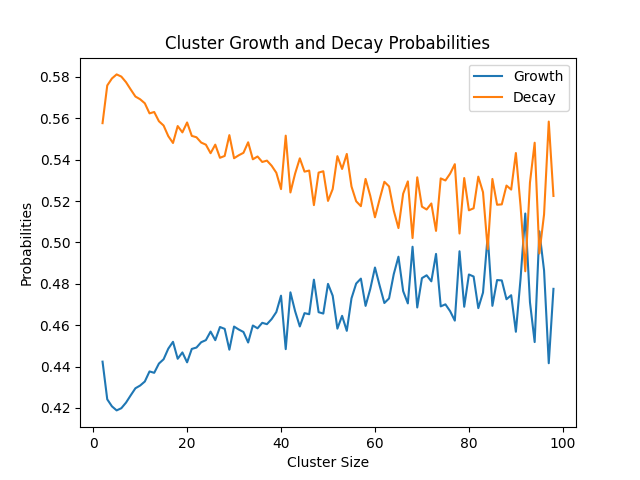 Cluster Growth and Decay Probabilities
Growth
Decay
Probabilities
0.58
0.56
0.54
0.52
0.50
0.48
0.46
0.44
0.42
0 20 40 60 80 100
Cluster Size